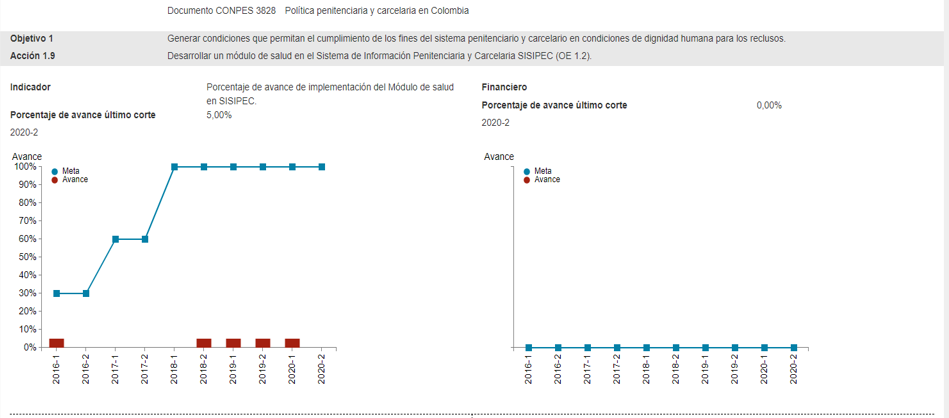 Documento CONPES 3828 Política penitenciaria y carcelaria en Colombia
Objetivo 1 Generar condiciones que permitan el cumplimiento de los fines del sistema penitenciario y carcelario en condiciones de dignidad humana para los reclusos.
Acción 1.9 Desarrollar un módulo de salud en el Sistema de Información Penitenciaria y Carcelaria SISIPEC (OE 1.2).
Indicador Porcentaje de avance de implementación del Módulo de salud
en SISIPEC.
Porcentaje de avance último corte 5,00%
2020-2
Financiero
Porcentaje de avance último corte 0,00%
2020-2
Avance
Meta
Avance
100%
90%
80%
70%
60%
50%
40%
30%
20%
10%
0%
2016-1
2016-2
2017-1
2017-2
2018-1
2018-2
2019-1
2019-2
2020-1
2020-2
Avance
Meta
Avance
2016-1
2016-2
2017-1
2017-2
2018-1
2018-2
2019-1
2019-2
2020-1
2020-2